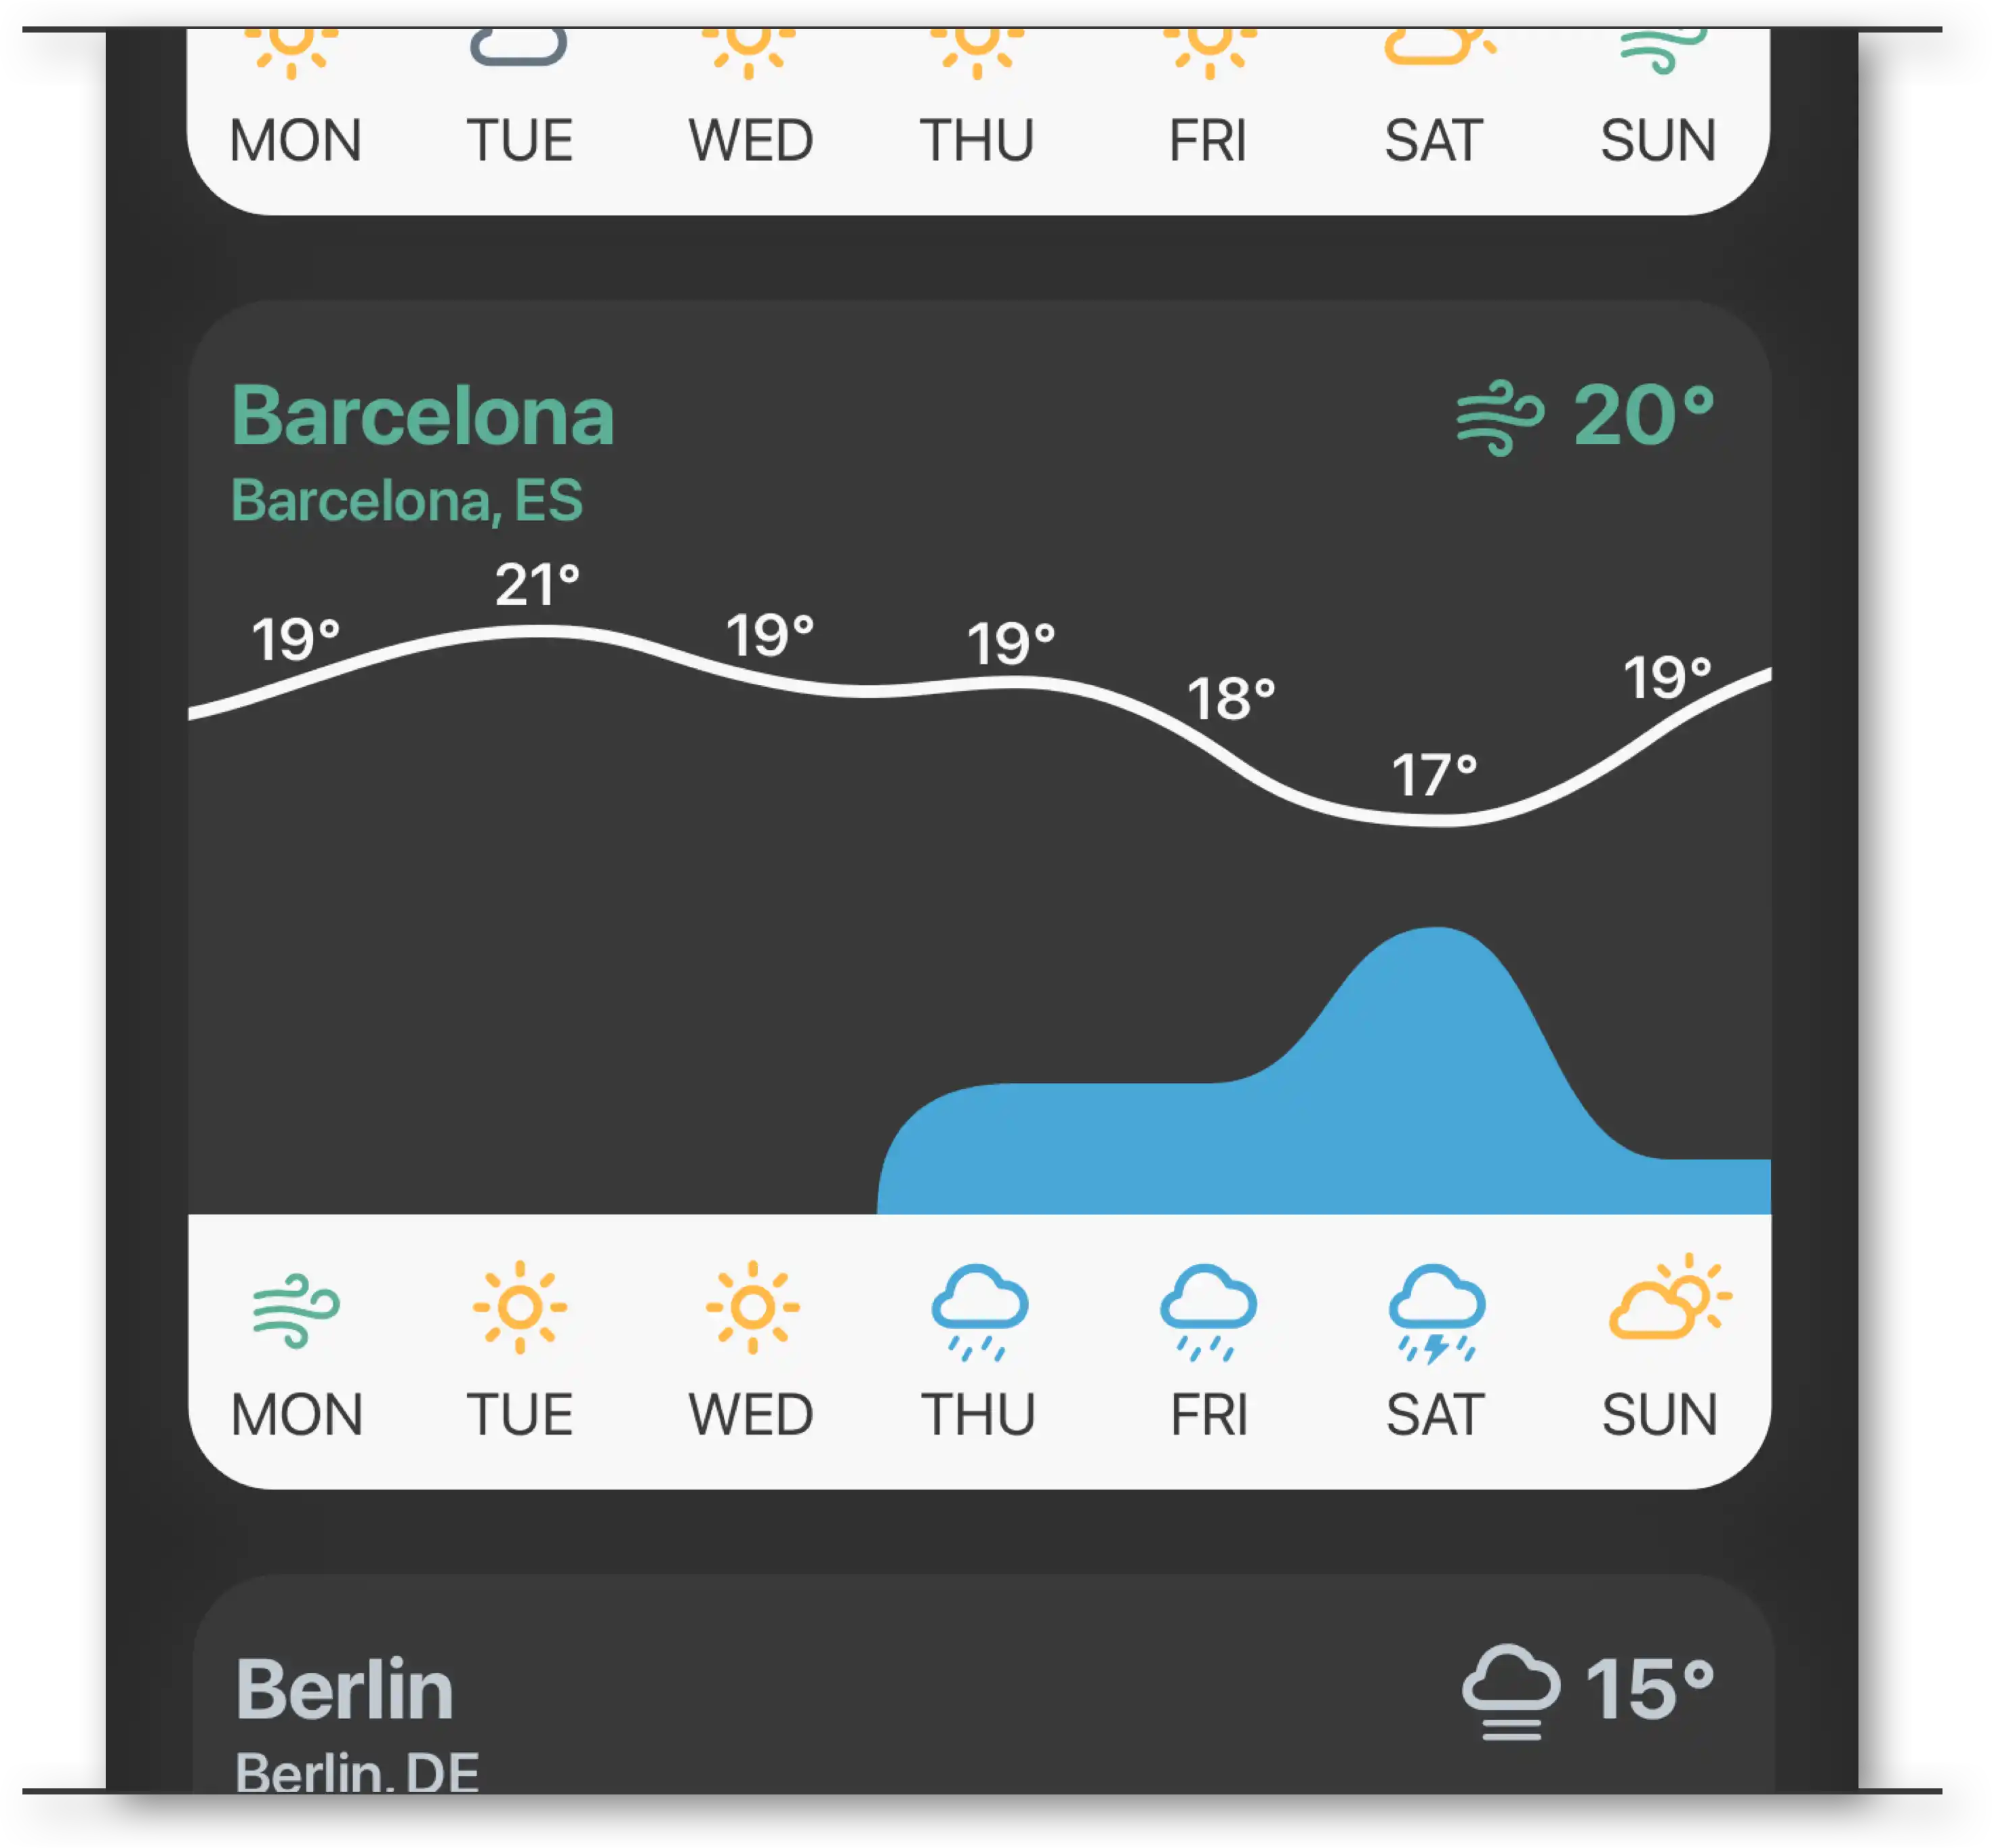 MON TUE WED THU FRI SAT SUN
Barcelona 20°
Barcelona, ES
19° 21° 19° 19° 18° 17° 19°
MON TUE WED THU FRI SAT SUN
Berlin 15°
Berlin, DE